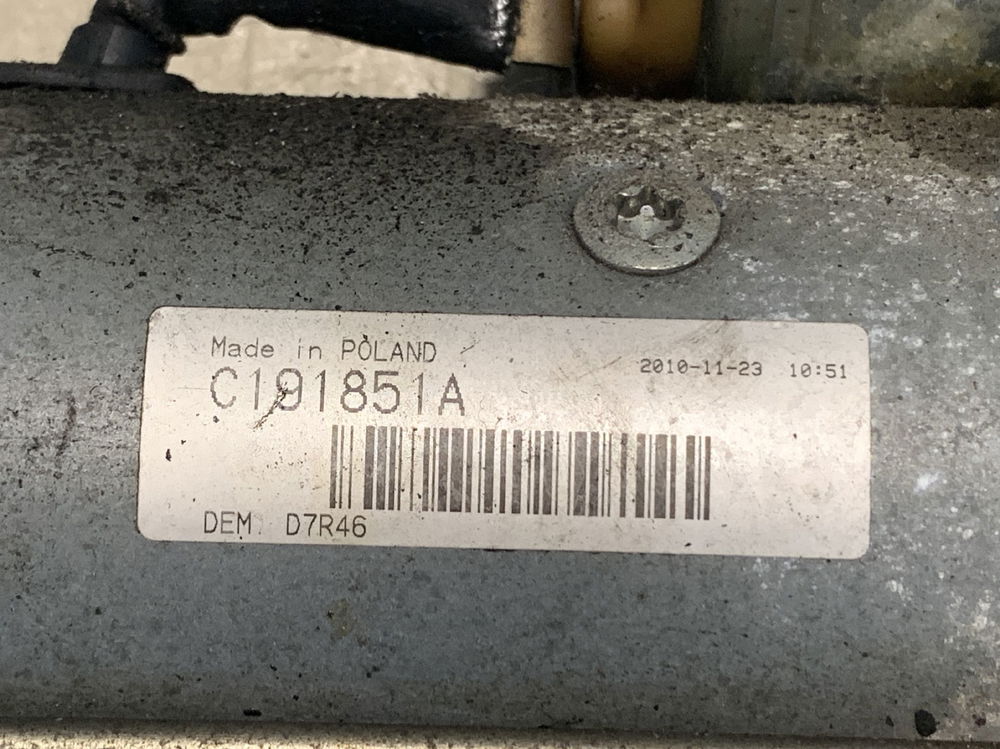 Made in POLAND
2010-11-23 10:51
C191851A
DEM: D7R46